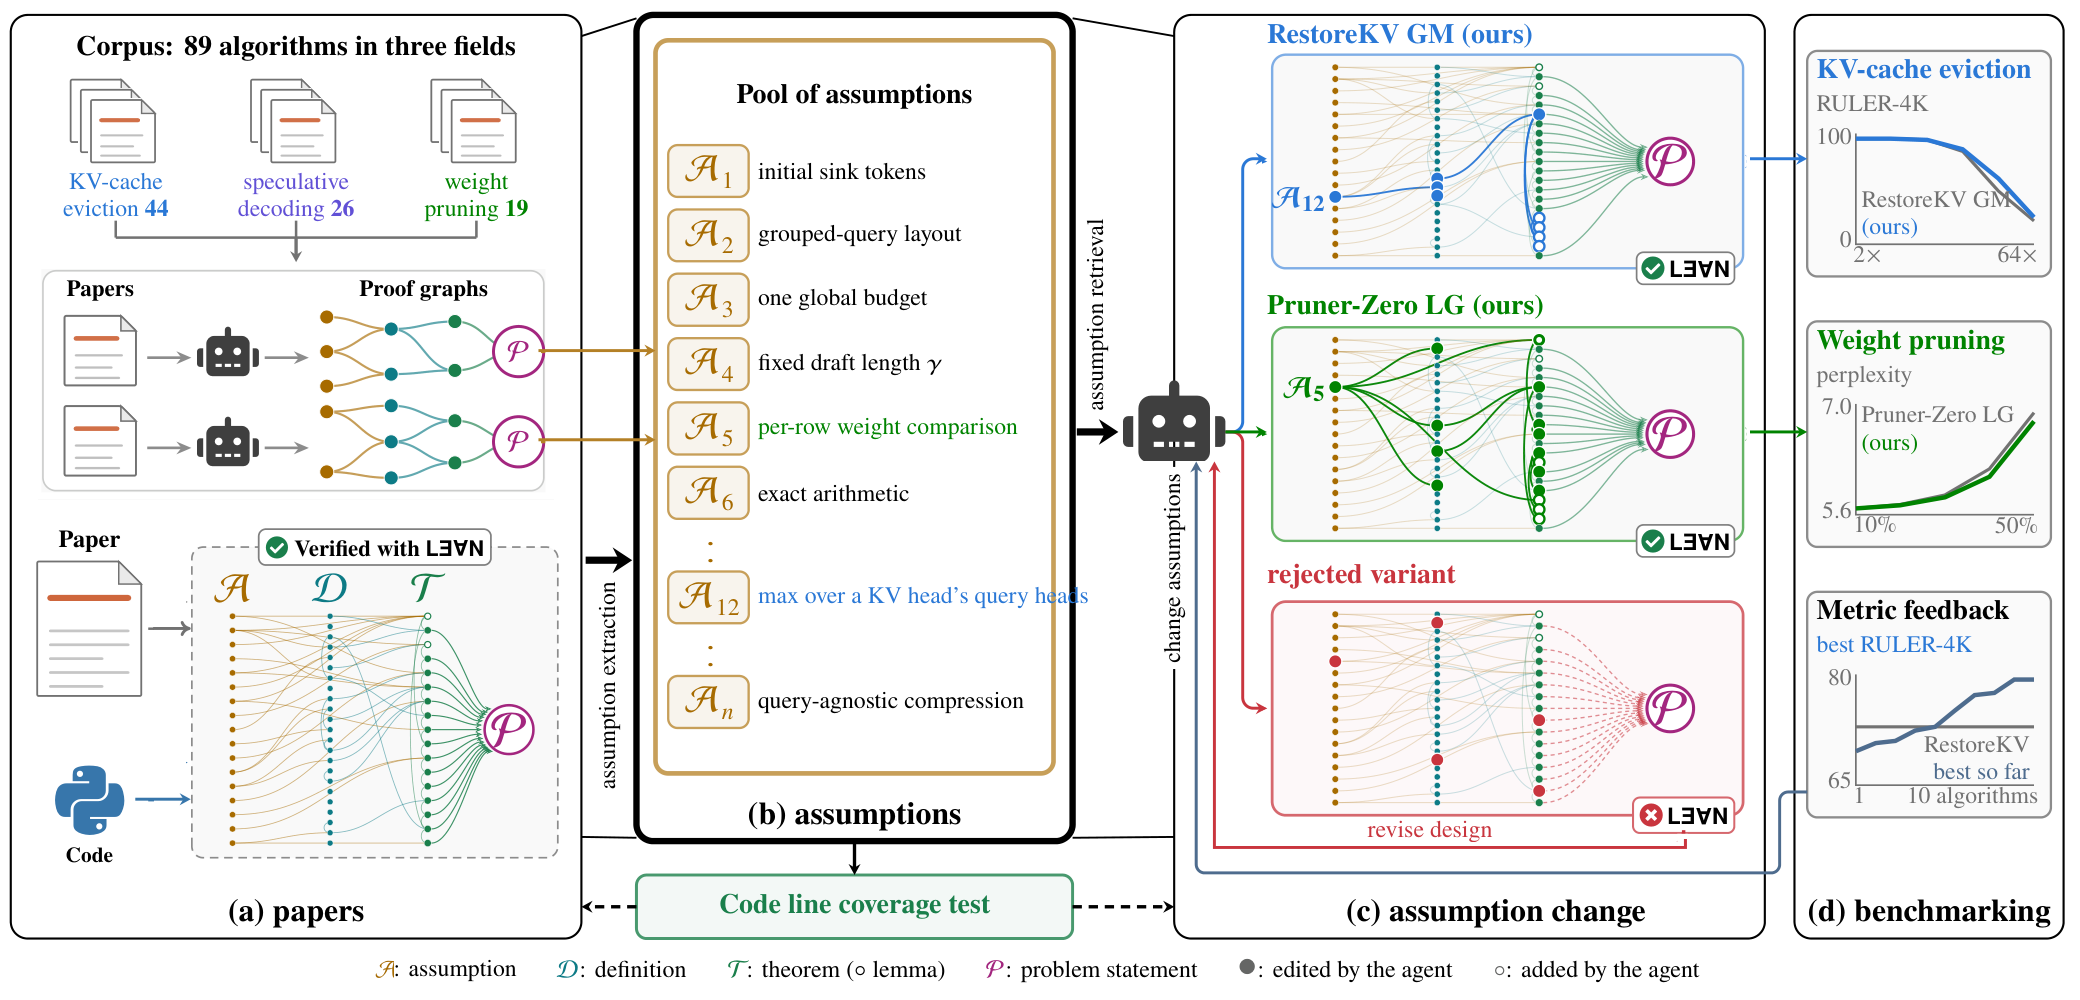 Corpus: 89 algorithms in three fields
KV-cache
eviction 44
speculative
decoding 26
weight
pruning 19
Papers
Proof graphs
𝒫
𝒫
Paper
Verified with L∃∀N
𝒜
𝒟
𝒯
𝒫
Code
(a) papers
assumption extraction
Pool of assumptions
𝒜1 initial sink tokens
𝒜2 grouped-query layout
𝒜3 one global budget
𝒜4 fixed draft length γ
𝒜5 per-row weight comparison
𝒜6 exact arithmetic
⋮
𝒜12 max over a KV head's query heads
⋮
𝒜n query-agnostic compression
(b) assumptions
Code line coverage test
assumption retrieval
change assumptions
RestoreKV GM (ours)
𝒜12
𝒫
L∃∀N
Pruner-Zero LG (ours)
𝒜5
𝒫
L∃∀N
rejected variant
𝒫
L∃∀N
revise design
(c) assumption change
KV-cache eviction
RULER-4K
100
RestoreKV GM
(ours)
0
2× 64×
Weight pruning
perplexity
7.0
Pruner-Zero LG
(ours)
5.6
10% 50%
Metric feedback
best RULER-4K
80
RestoreKV
best so far
65
1 10 algorithms
(d) benchmarking
𝒜: assumption 𝒟: definition 𝒯: theorem (○ lemma) 𝒫: problem statement ●: edited by the agent ○: added by the agent